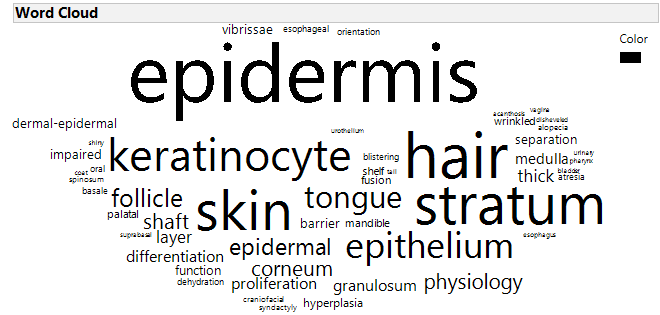 Word Cloud
Color
vibrissae esophageal orientation
epidermis
dermal-epidermal
acanthosis vagina
wrinkled disheveled
alopecia
urothelium
shiny
impaired
keratinocyte
blistering
hair
separation
coat oral
spinosum
shelf tail
fusion
medulla urinary
pharynx
thick bladder
atresia
basale
follicle
skin
tongue
stratum
palatal
shaft
barrier mandible
suprabasal layer
esophagus
differentiation
epidermal
epithelium
function
corneum
dehydration
proliferation
granulosum
physiology
craniofacial
syndactyly
hyperplasia